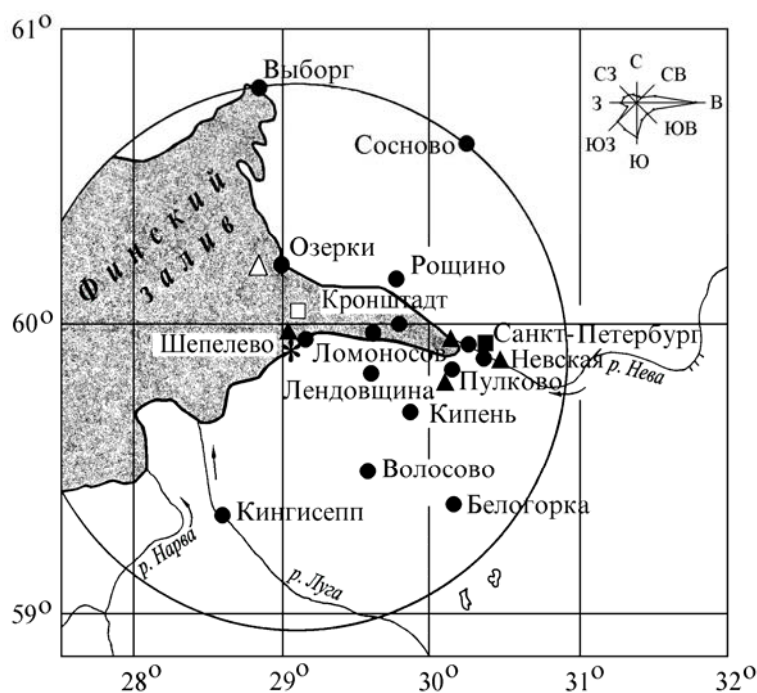 61°
Выборг
С
СЗ
СВ
З
В
ЮЗ
ЮВ
Ю
Сосново
Финский
залив
Озерки
Рощино
Кронштадт
60°
Санкт-Петербург
Шепелево
Ломоносов
Невская
р. Нева
Лендовщина
Пулково
Кипень
Волосово
Белогорка
Кингисепп
р. Нарва
р. Луга
59°
28°
29°
30°
31°
32°